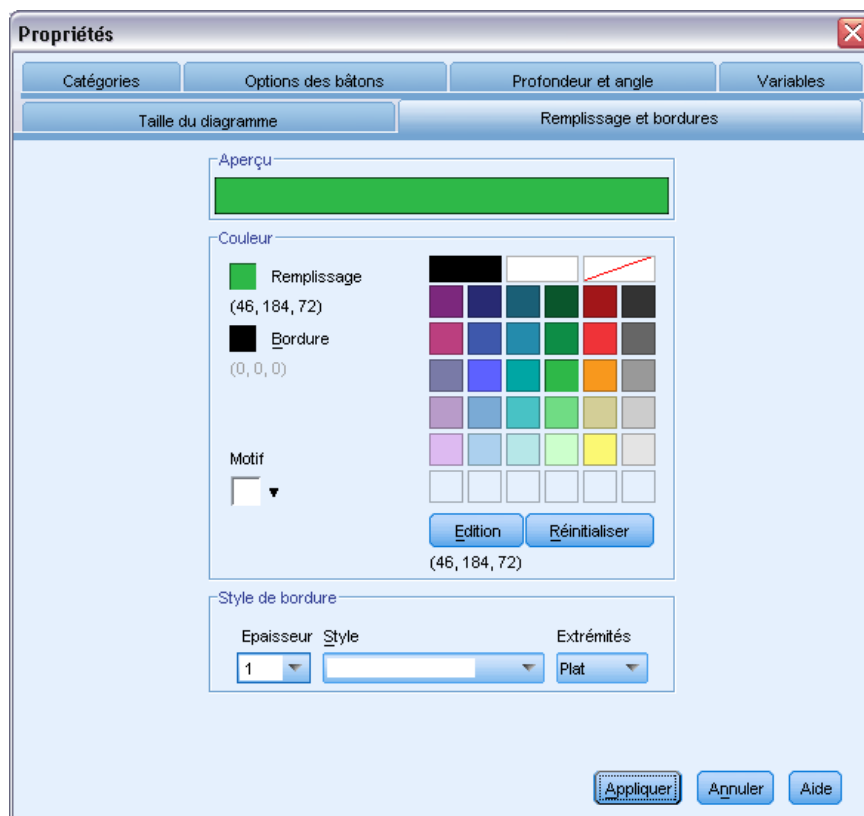 Propriétés
Catégories
Options des bâtons
Profondeur et angle
Variables
Taille du diagramme
Remplissage et bordures
Aperçu
Couleur
Remplissage
(46, 184, 72)
Bordure
(0, 0, 0)
Motif
Edition
Réinitialiser
(46, 184, 72)
Style de bordure
Epaisseur
Style
Extrémités
1
Plat
Appliquer
Annuler
Aide